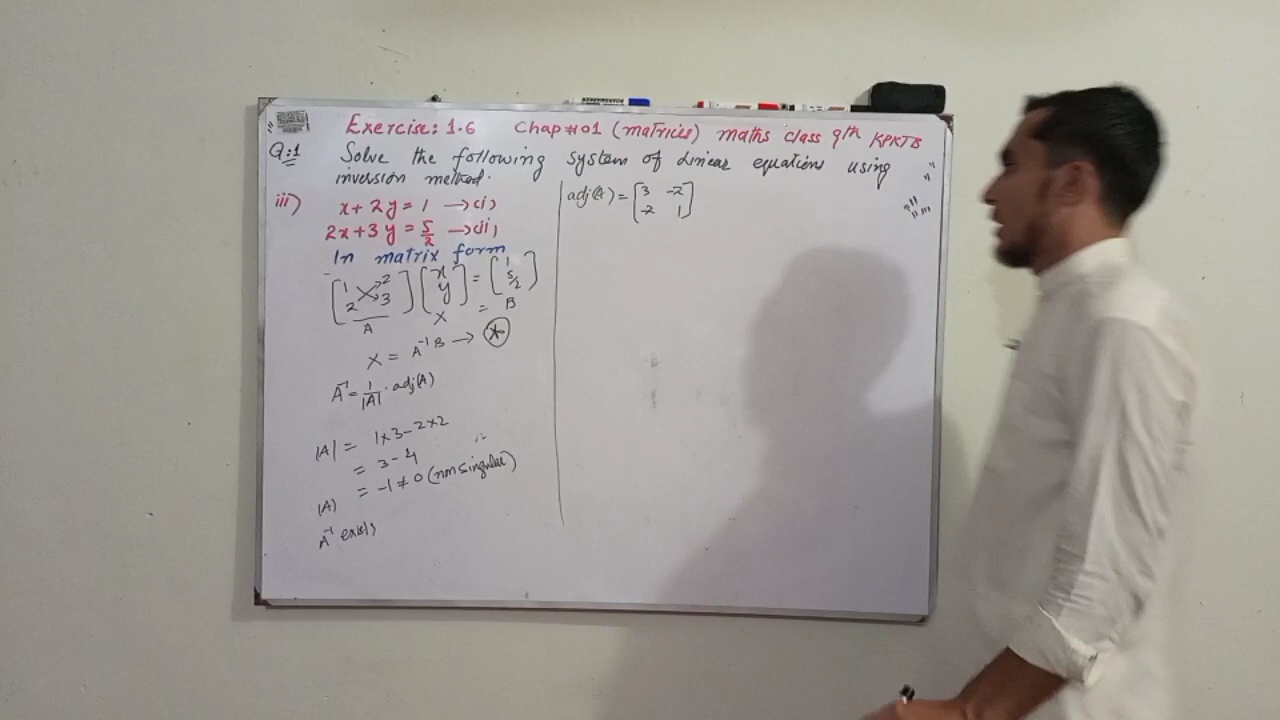 Exercise: 1.6 Chap#01 (matrices) maths class 9th KPKTB
Q:1 Solve the following system of Linear equations using
inversion method.
iii) x + 2y = 1 → (i)
2x + 3y = 5/2 → (ii)
In matrix form
[1 2; 2 3] [x; y] = [1; 5/2]
A X = B
X = A⁻¹B → (*)
A⁻¹ = 1/|A| . adj(A)
|A| = 1×3 - 2×2
= 3 - 4
|A| = -1 ≠ 0 (non singular)
A⁻¹ exists
adj(A) = [3 -2; -2 1]